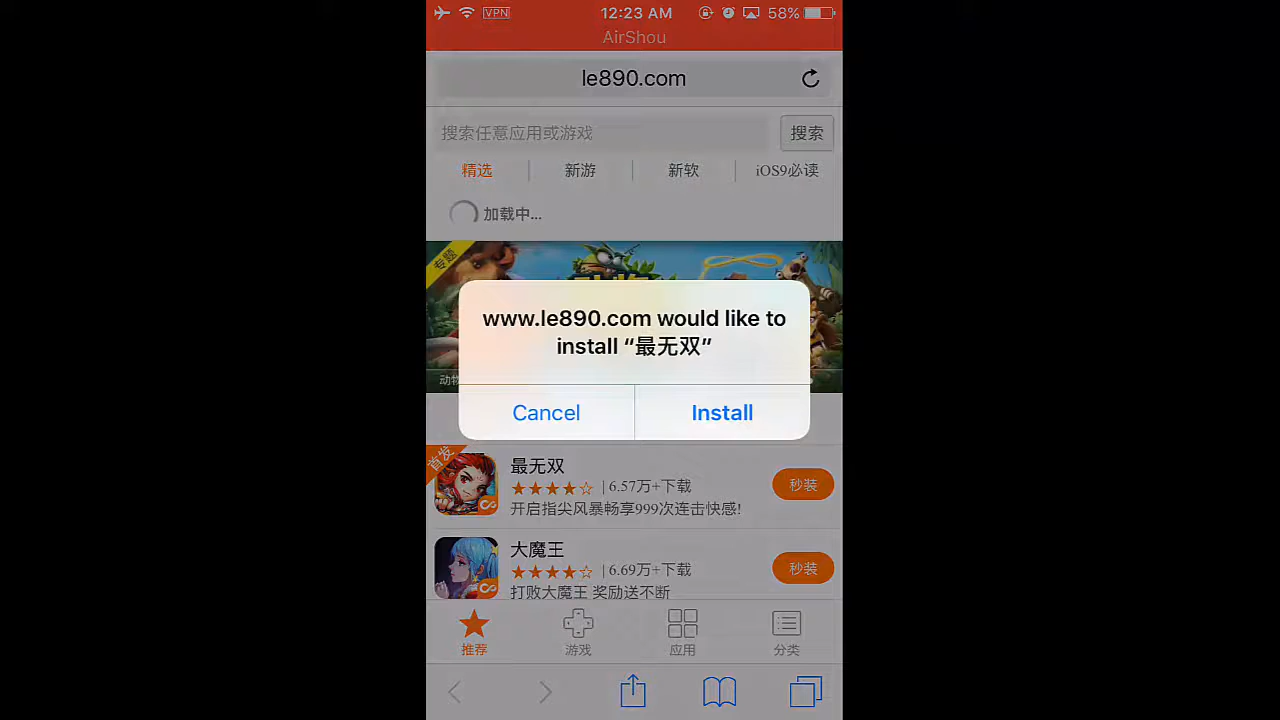 VPN 12:23 AM 58%
AirShou
le890.com
搜索任意应用或游戏 搜索
精选 新游 新软 iOS9必读
加载中...
专题
www.le890.com would like to
install “最无双”
Cancel Install
首发
最无双
| 6.57万+下载
秒装
开启指尖风暴畅享999次连击快感!
大魔王
| 6.69万+下载
秒装
打败大魔王 奖励送不断
推荐 游戏 应用 分类